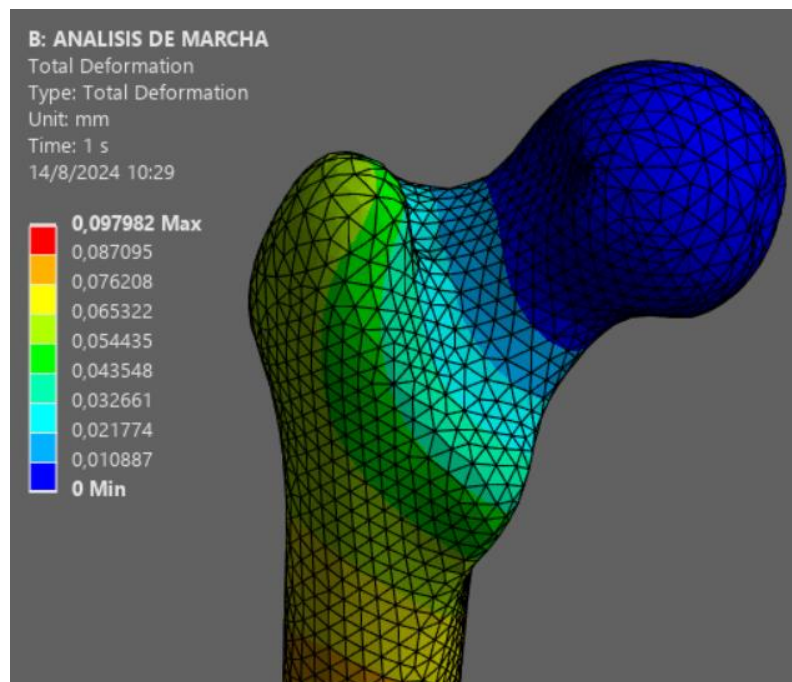 B: ANALISIS DE MARCHA
Total Deformation
Type: Total Deformation
Unit: mm
Time: 1 s
14/8/2024 10:29
0,097982 Max
0,087095
0,076208
0,065322
0,054435
0,043548
0,032661
0,021774
0,010887
0 Min